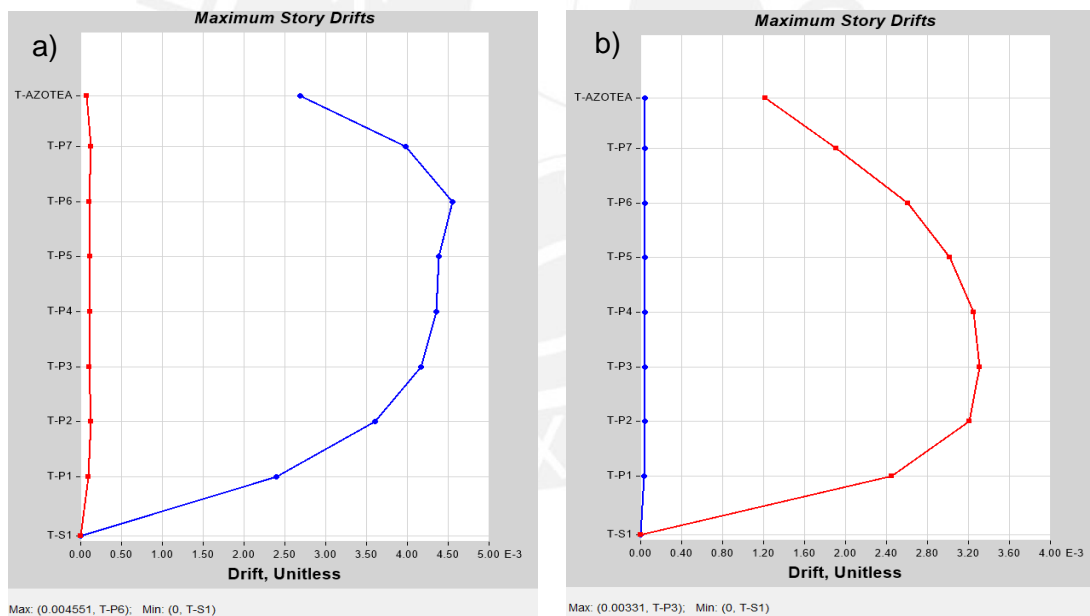 Maximum Story Drifts
a)
T-AZOTEA
T-P7
T-P6
T-P5
T-P4
T-P3
T-P2
T-P1
T-S1
0.00 0.50 1.00 1.50 2.00 2.50 3.00 3.50 4.00 4.50 5.00 E-3
Drift, Unitless
Max: (0.004551, T-P6); Min: (0, T-S1)
Maximum Story Drifts
b)
T-AZOTEA
T-P7
T-P6
T-P5
T-P4
T-P3
T-P2
T-P1
T-S1
0.00 0.40 0.80 1.20 1.60 2.00 2.40 2.80 3.20 3.60 4.00 E-3
Drift, Unitless
Max: (0.00331, T-P3); Min: (0, T-S1)